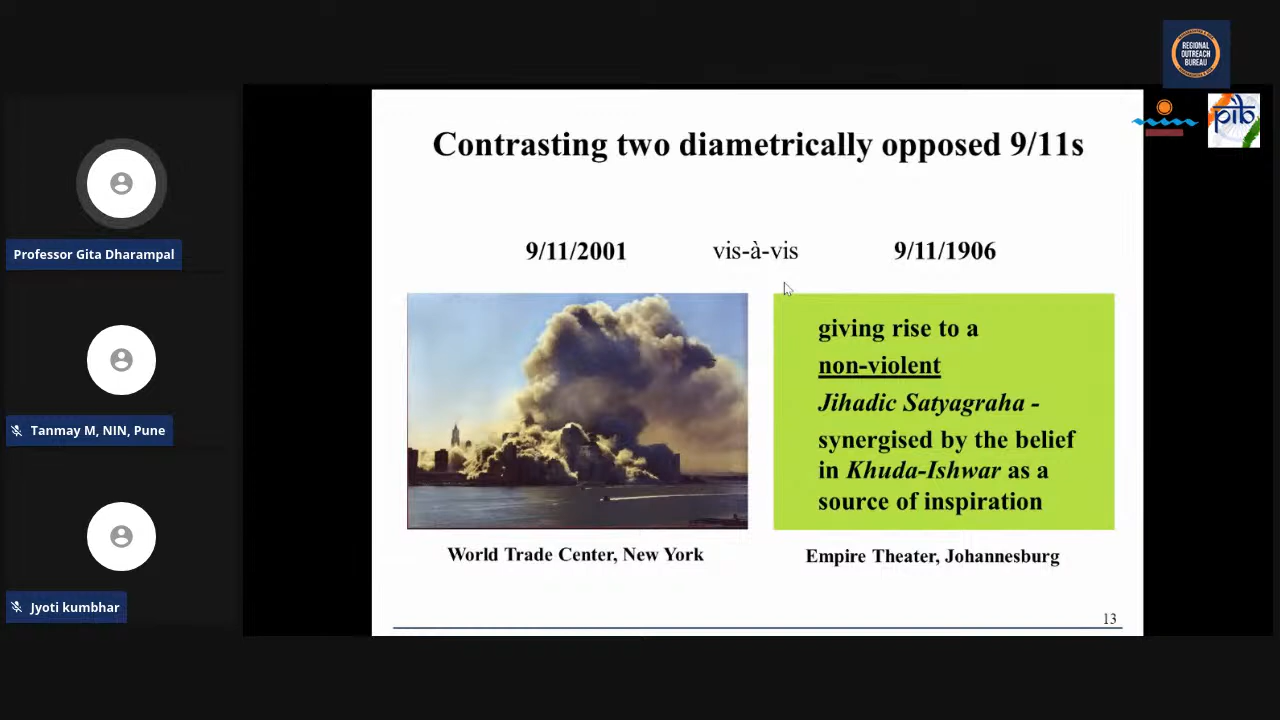 REGIONAL
OUTREACH
BUREAU
pib
Contrasting two diametrically opposed 9/11s
9/11/2001 vis-à-vis 9/11/1906
giving rise to a
non-violent
Jihadic Satyagraha -
synergised by the belief
in Khuda-Ishwar as a
source of inspiration
World Trade Center, New York
Empire Theater, Johannesburg
13
Professor Gita Dharampal
Tanmay M, NIN, Pune
Jyoti kumbhar